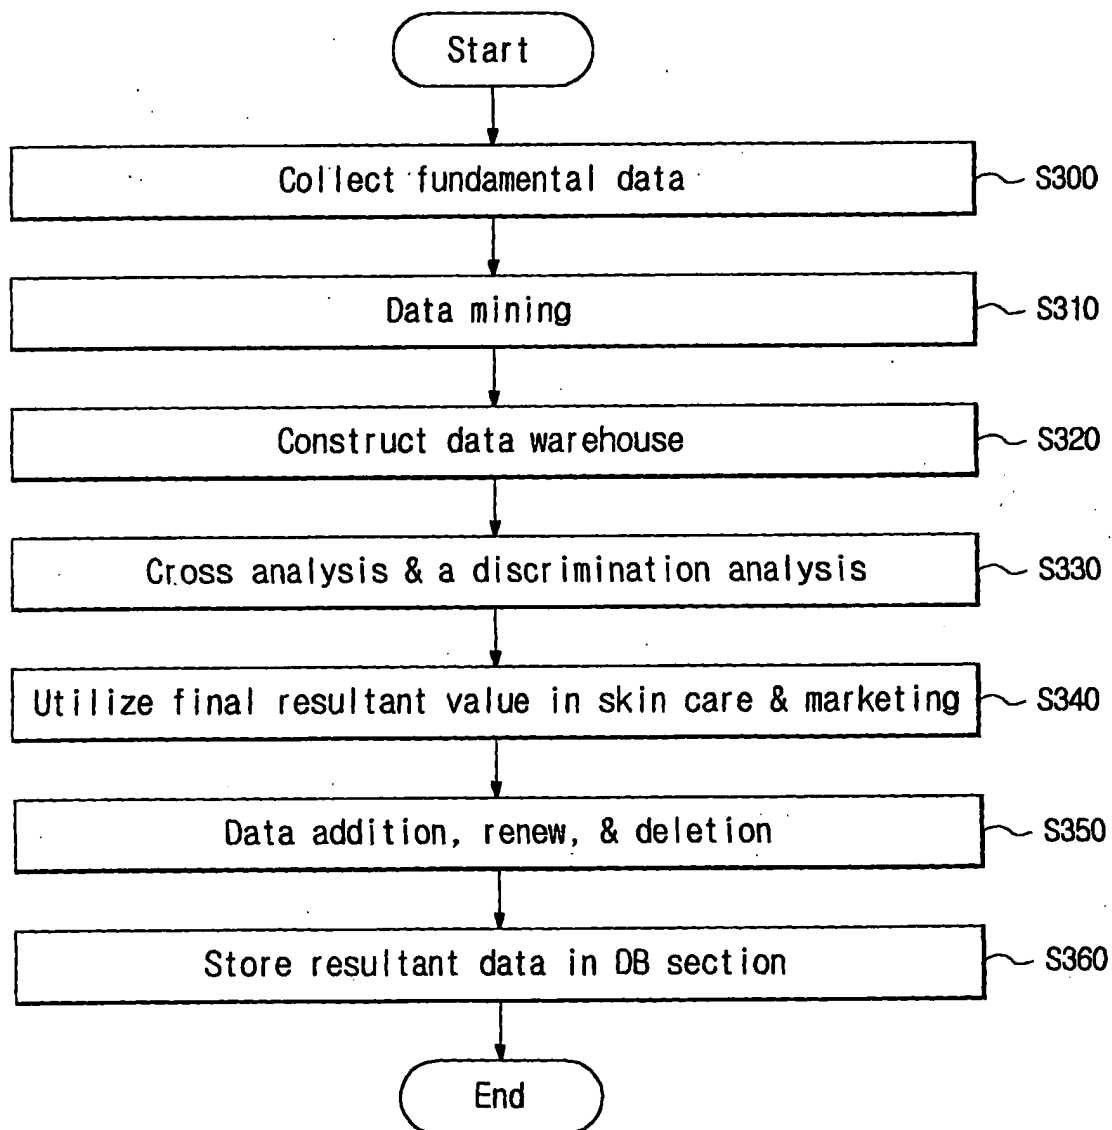 Start
Collect fundamental data
S300
Data mining
S310
Construct data warehouse
S320
Cross analysis & a discrimination analysis
S330
Utilize final resultant value in skin care & marketing
S340
Data addition, renew, & deletion
S350
Store resultant data in DB section
S360
End